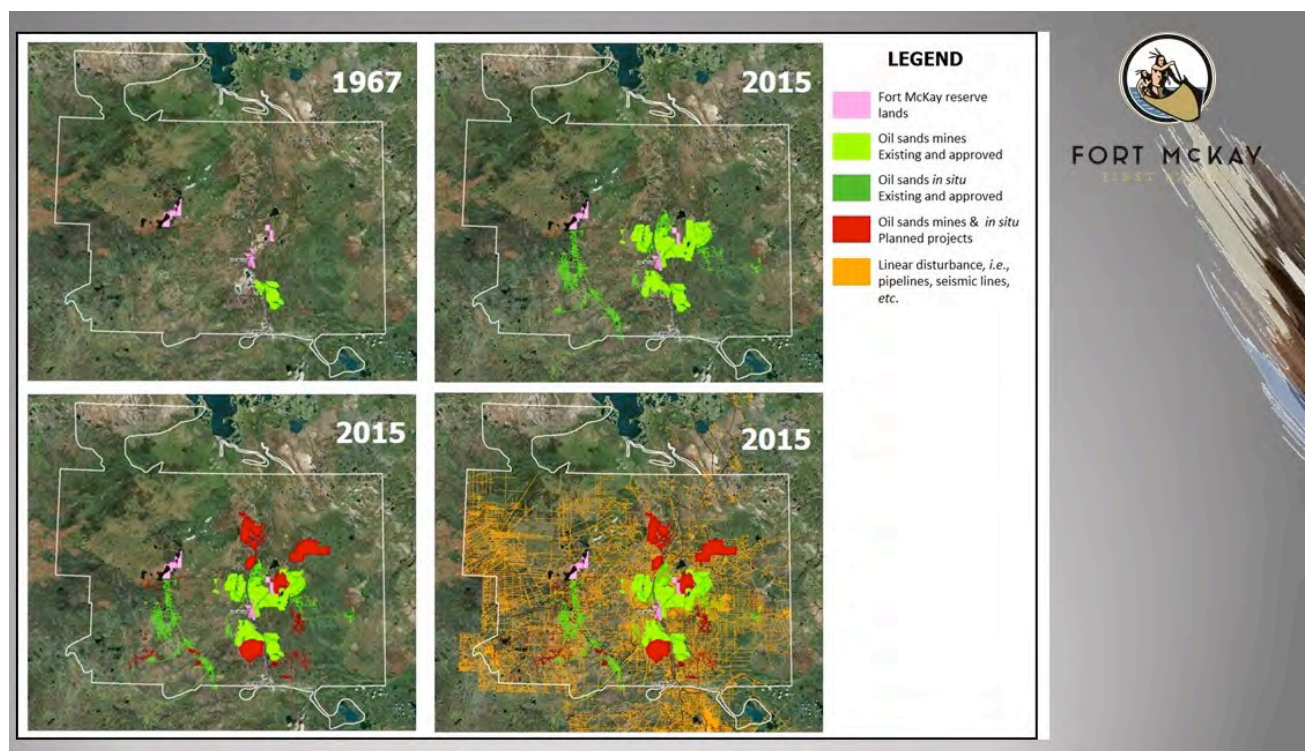 1967
2015
2015
2015
LEGEND
Fort McKay reserve
lands
Oil sands mines
Existing and approved
Oil sands in situ
Existing and approved
Oil sands mines & in situ
Planned projects
Linear disturbance, i.e.,
pipelines, seismic lines,
etc.
FORT McKAY
FIRST